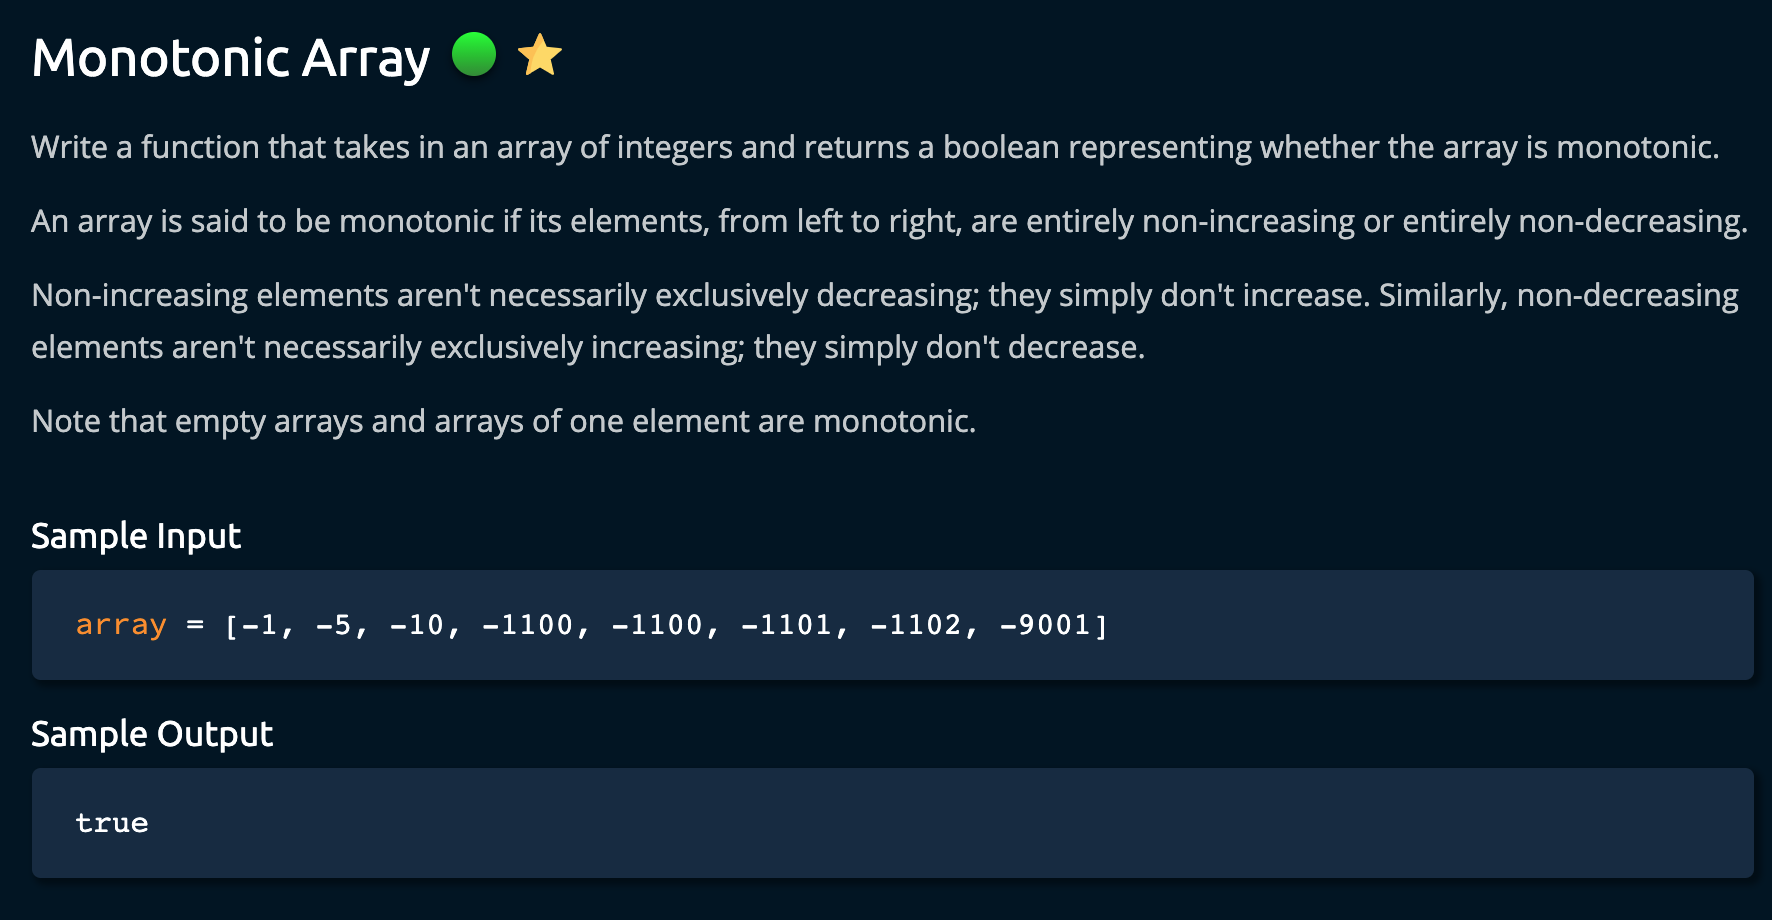 Monotonic Array
Write a function that takes in an array of integers and returns a boolean representing whether the array is monotonic.
An array is said to be monotonic if its elements, from left to right, are entirely non-increasing or entirely non-decreasing.
Non-increasing elements aren't necessarily exclusively decreasing; they simply don't increase. Similarly, non-decreasing
elements aren't necessarily exclusively increasing; they simply don't decrease.
Note that empty arrays and arrays of one element are monotonic.
Sample Input
array = [-1, -5, -10, -1100, -1100, -1101, -1102, -9001]
Sample Output
true